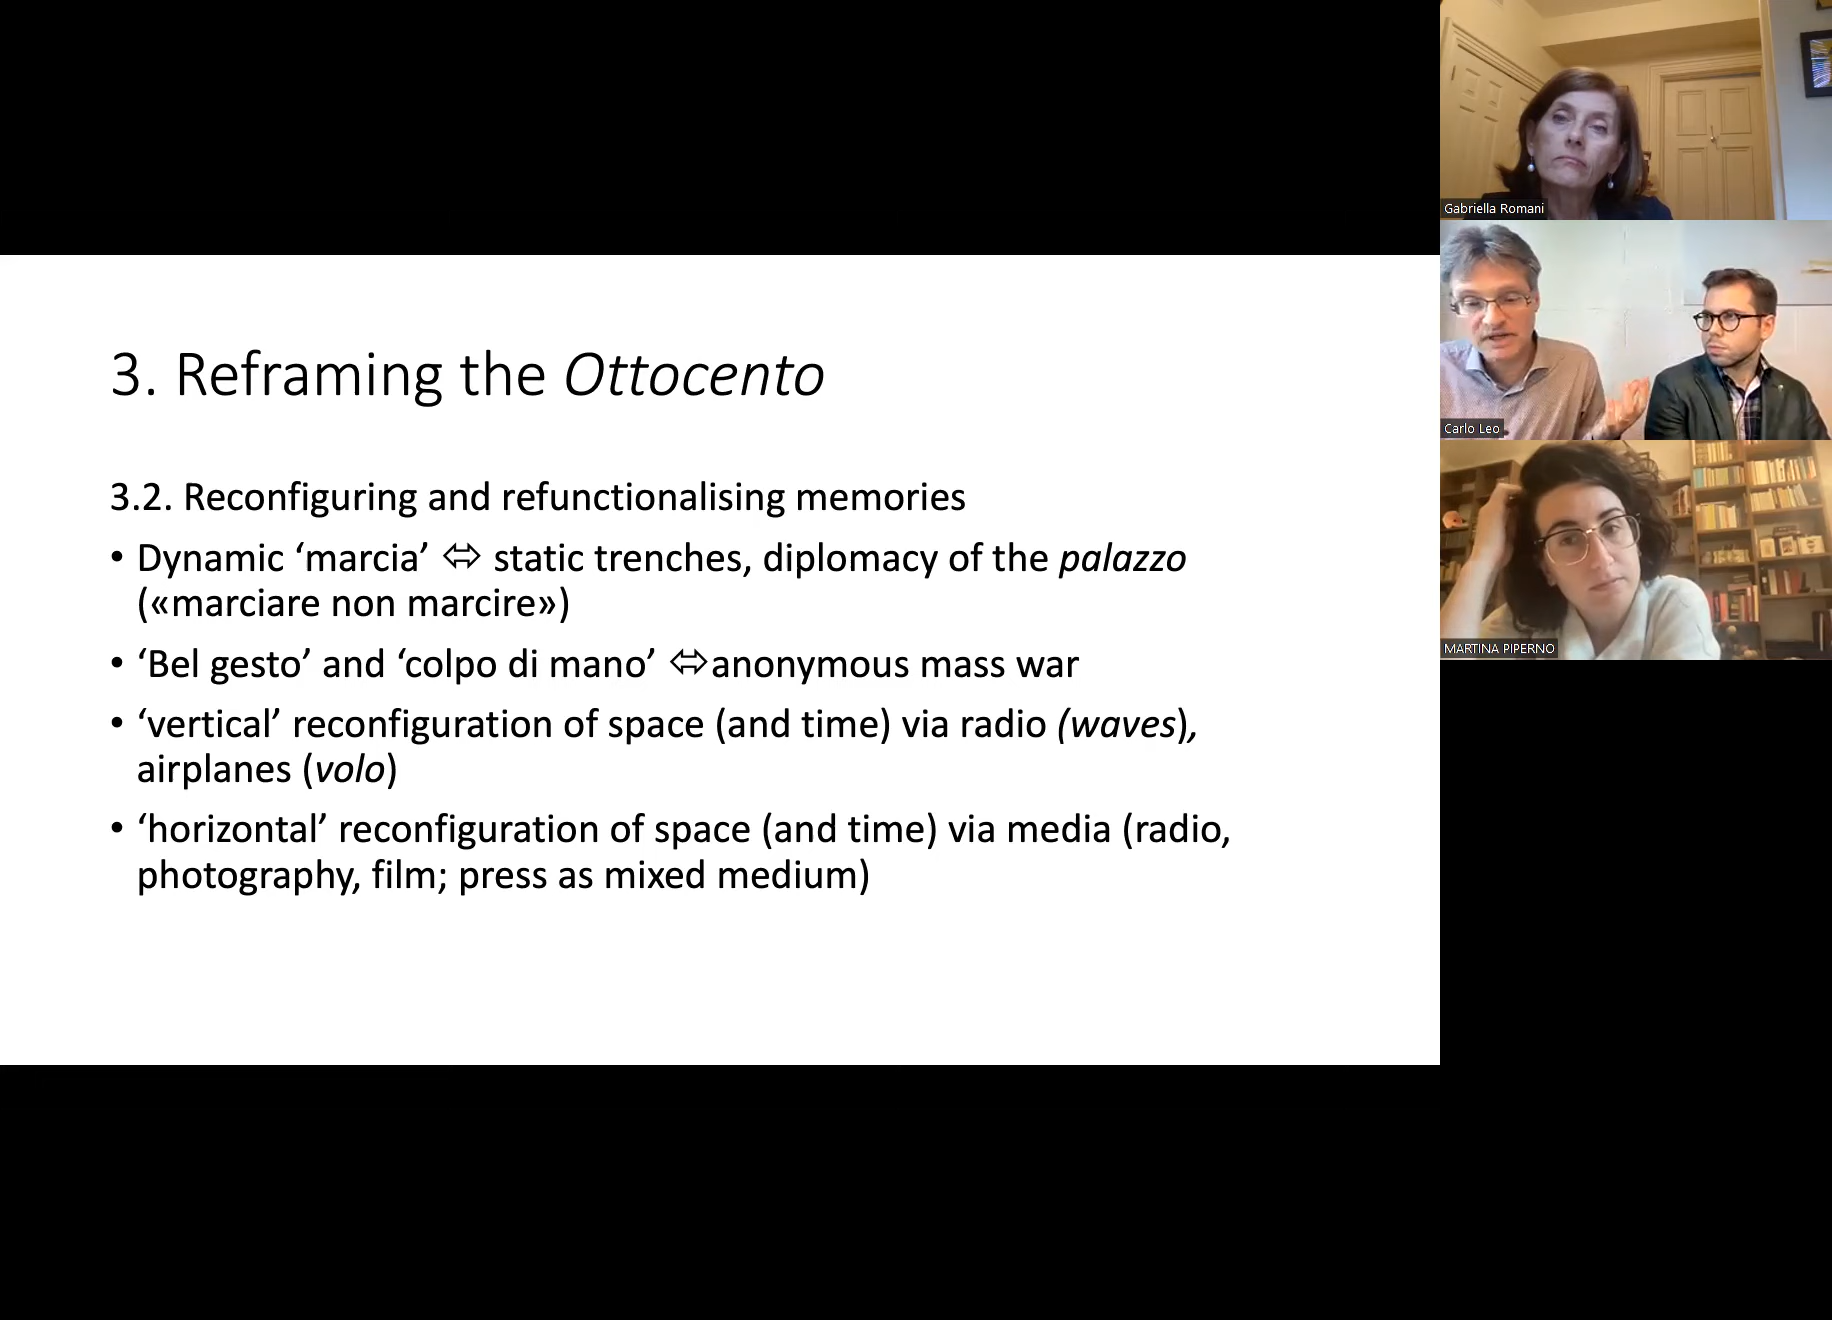 3. Reframing the Ottocento
3.2. Reconfiguring and refunctionalising memories
• Dynamic ‘marcia’ ⬄ static trenches, diplomacy of the palazzo
(«marciare non marcire»)
• ‘Bel gesto’ and ‘colpo di mano’ ⬄anonymous mass war
• ‘vertical’ reconfiguration of space (and time) via radio (waves),
airplanes (volo)
• ‘horizontal’ reconfiguration of space (and time) via media (radio,
photography, film; press as mixed medium)
Gabriella Romani
Carlo Leo
MARTINA PIPERNO